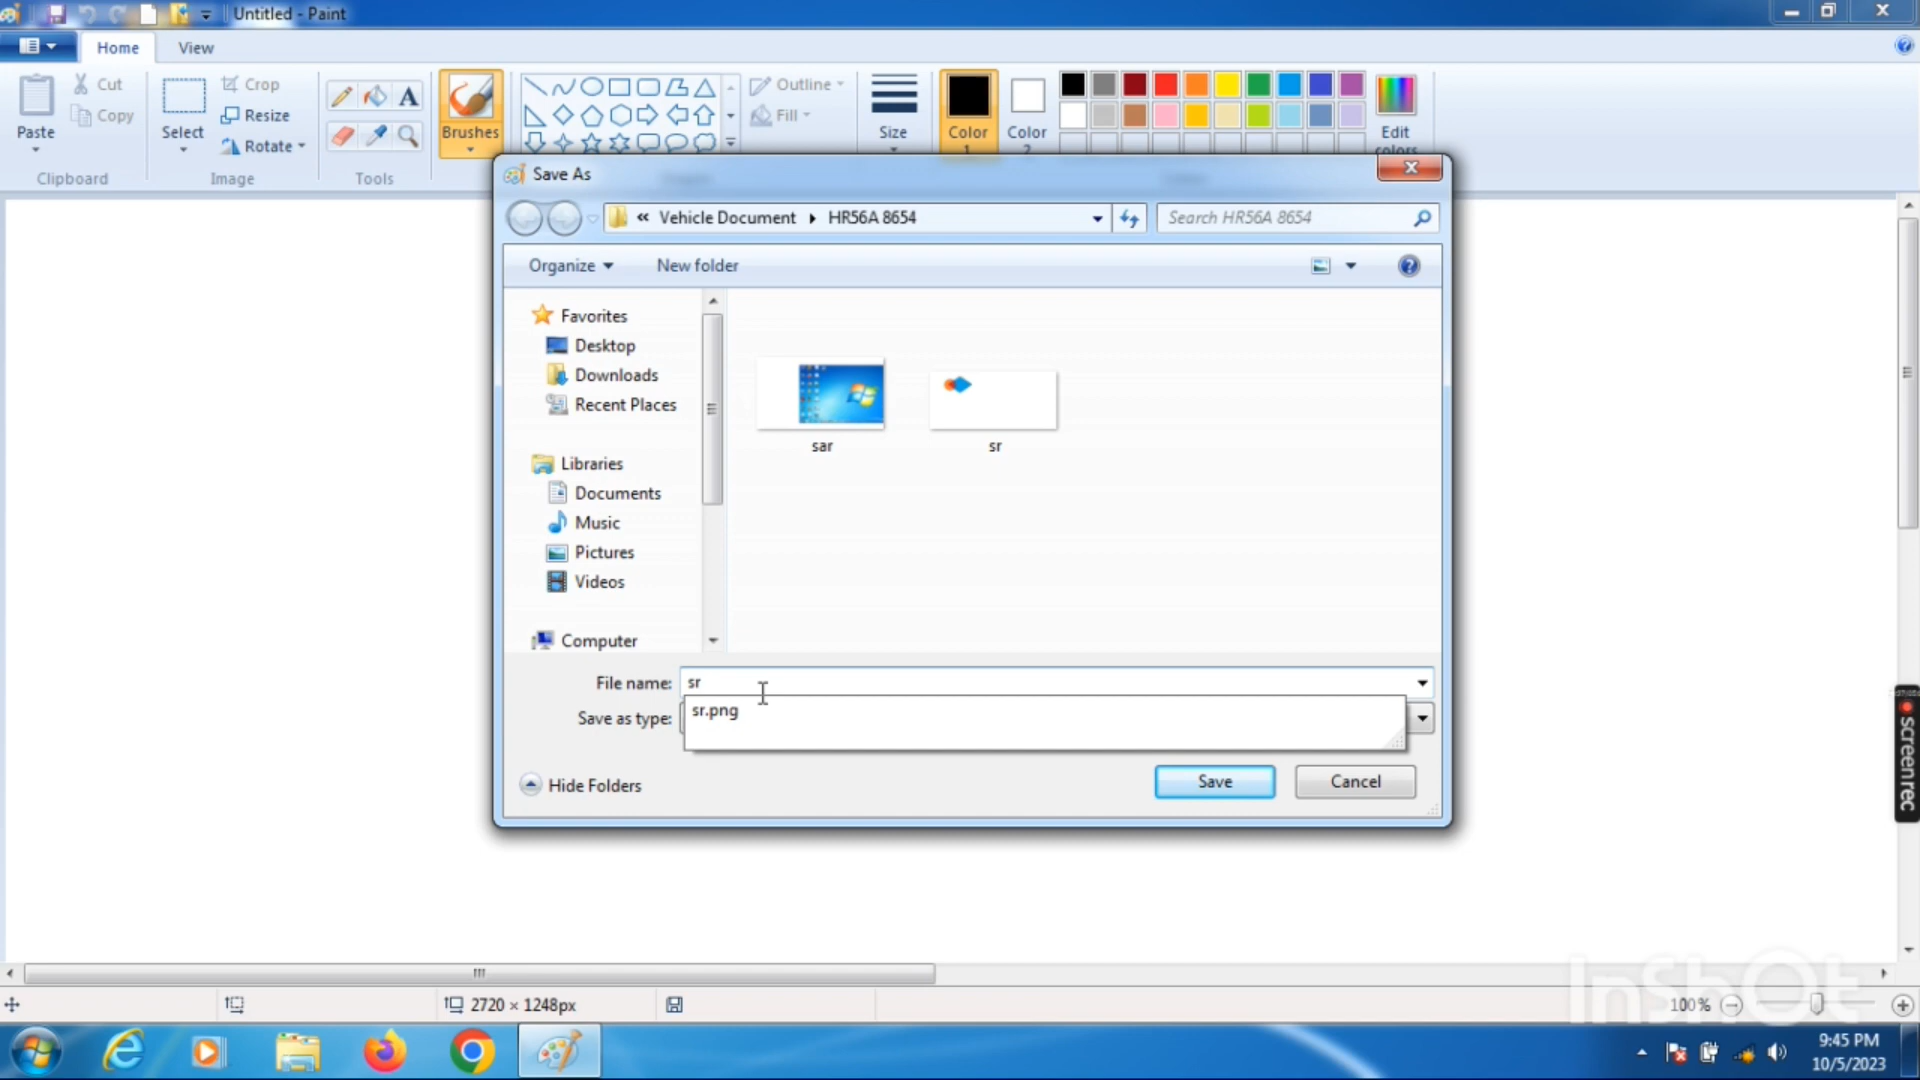 Untitled - Paint
Home
View
Paste
Cut
Copy
Clipboard
Select
Crop
Resize
Rotate
Image
A
Tools
Brushes
Outline
Fill
Size
Color
1
Color
2
Edit
colors
Save As
« Vehicle Document ▸ HR56A 8654
Search HR56A 8654
Organize
New folder
Favorites
Desktop
Downloads
Recent Places
Libraries
Documents
Music
Pictures
Videos
Computer
sar
sr
File name: sr
sr.png
Save as type:
Hide Folders
Save
Cancel
screenrec
InShOt
2720 × 1248px
100%
9:45 PM
10/5/2023